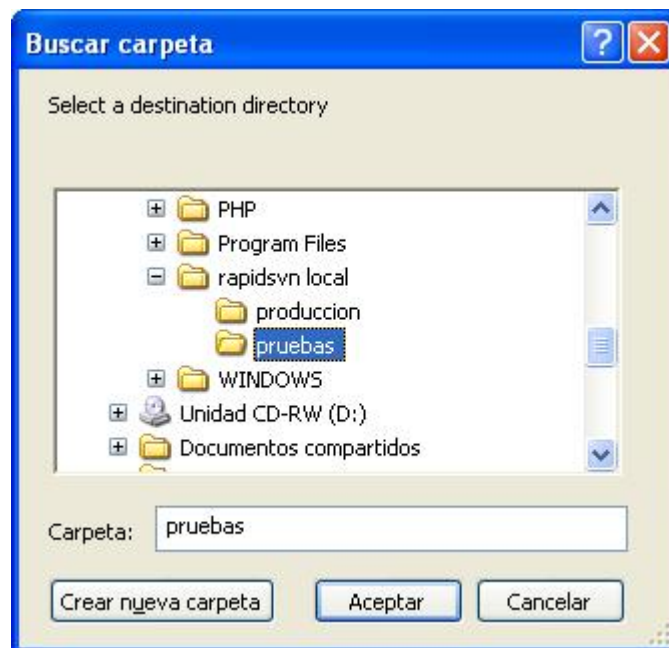 Buscar carpeta
Select a destination directory
PHP
Program Files
rapidsvn local
produccion
pruebas
WINDOWS
Unidad CD-RW (D:)
Documentos compartidos
Carpeta: pruebas
Crear nueva carpeta Aceptar Cancelar